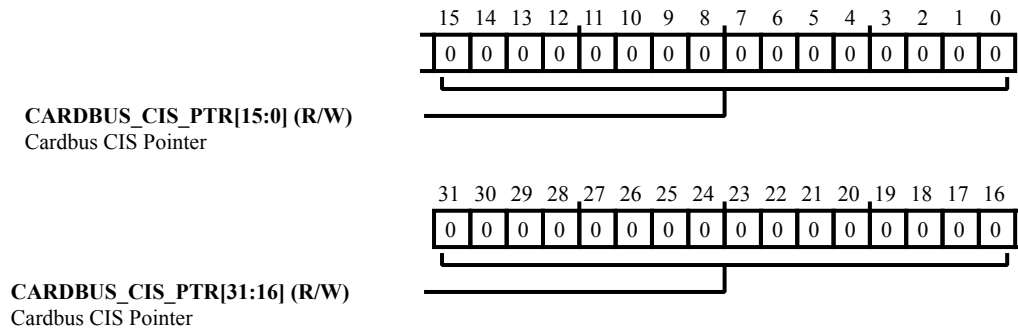 15 14 13 12 11 10 9 8 7 6 5 4 3 2 1 0
0 0 0 0 0 0 0 0 0 0 0 0 0 0 0 0
CARDBUS_CIS_PTR[15:0] (R/W)
Cardbus CIS Pointer
31 30 29 28 27 26 25 24 23 22 21 20 19 18 17 16
0 0 0 0 0 0 0 0 0 0 0 0 0 0 0 0
CARDBUS_CIS_PTR[31:16] (R/W)
Cardbus CIS Pointer